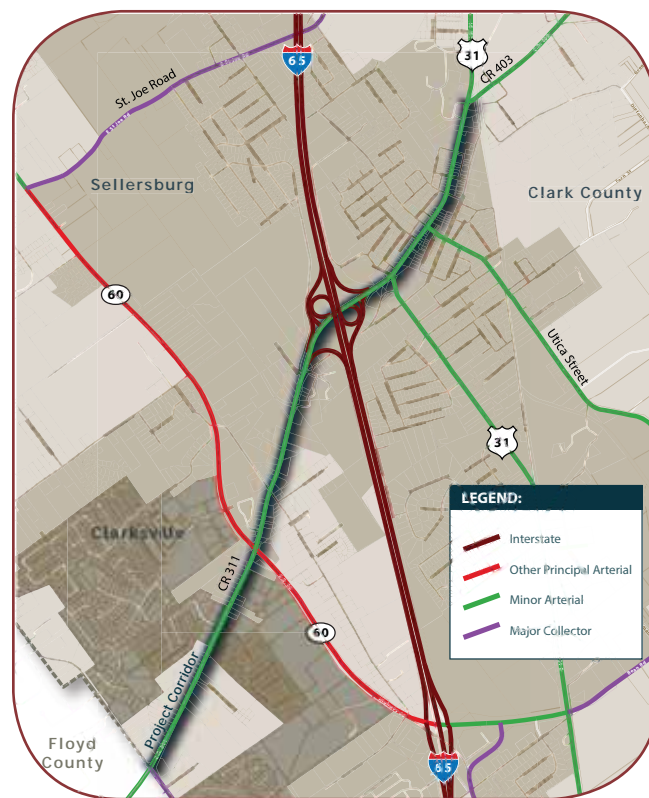 65
31
CR 403
St. Joe Road
Sellersburg
Clark County
60
Utica Street
31
LEGEND:
Interstate
Other Principal Arterial
Minor Arterial
Major Collector
Clarksville
CR 311
60
Project Corridor
Floyd
County
65